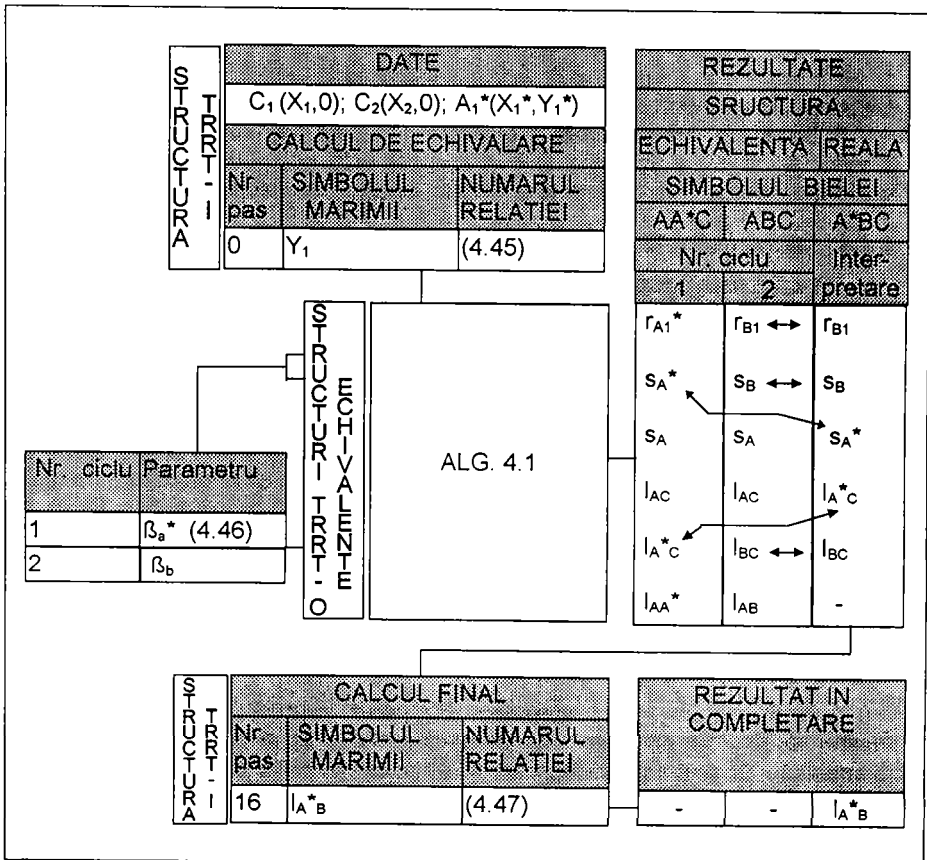 STRUCTURA
TRRT-I
DATE
C₁(X₁,0); C₂(X₂,0); A₁*(X₁*,Y₁*)
CALCUL DE ECHIVALARE
Nr. pas SIMBOLUL MARIMII NUMARUL RELATIEI
0 Y₁ (4.45)
REZULTATE
SRUCTURA
ECHIVALENTA REALA
SIMBOLUL BIELEI
AA*C ABC A*BC
Nr. ciclu Inter-
1 2 pretare
r_A1* r_B1 ↔ r_B1
s_A* s_B ↔ s_B
s_A s_A s_A*
l_AC l_AC l_A*C
l_A*C l_BC ↔ l_BC
l_AA* l_AB -
STRUCTURI TRRT-O
ECHIVALENTE
ALG. 4.1
Nr. ciclu Parametru
1 ßₐ* (4.46)
2 ß_b
STRUCTURA
TRRT-I
CALCUL FINAL
Nr. pas SIMBOLUL MARIMII NUMARUL RELATIEI
16 l_A*B (4.47)
REZULTAT IN
COMPLETARE
- - l_A*B